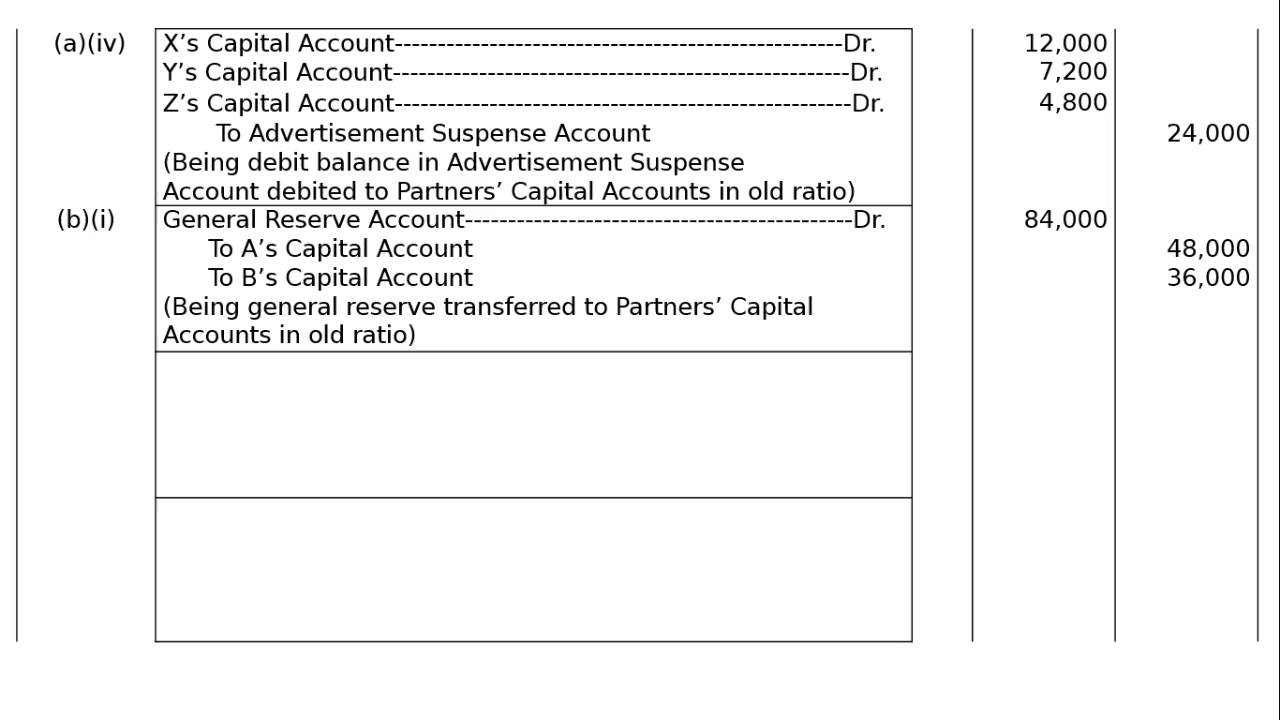 (a)(iv) X’s Capital Account----------------------------------------------------Dr. 12,000
Y’s Capital Account-----------------------------------------------------Dr. 7,200
Z’s Capital Account-----------------------------------------------------Dr. 4,800
To Advertisement Suspense Account 24,000
(Being debit balance in Advertisement Suspense
Account debited to Partners’ Capital Accounts in old ratio)
(b)(i) General Reserve Account---------------------------------------------Dr. 84,000
To A’s Capital Account 48,000
To B’s Capital Account 36,000
(Being general reserve transferred to Partners’ Capital
Accounts in old ratio)